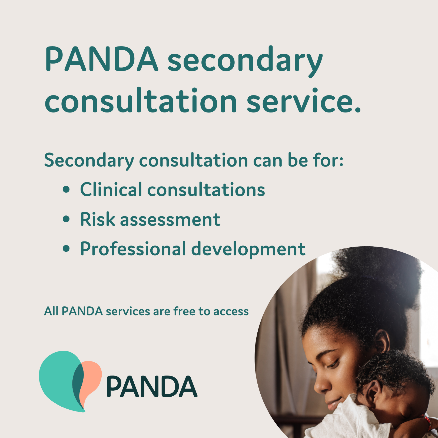 PANDA secondary
consultation service.
Secondary consultation can be for:
• Clinical consultations
• Risk assessment
• Professional development
All PANDA services are free to access
PANDA